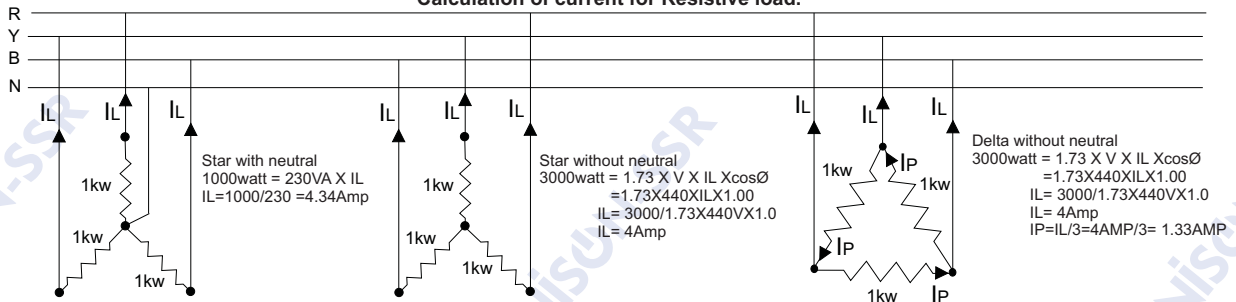 Calculation of current for Resistive load.
R
Y
B
N
IL
IL
IL
1kw
1kw
1kw
Star with neutral
1000watt = 230VA X IL
IL=1000/230 =4.34Amp
IL
IL
IL
1kw
1kw
1kw
Star without neutral
3000watt = 1.73 X V X IL XcosØ
=1.73X440XILX1.00
IL= 3000/1.73X440VX1.0
IL= 4Amp
IL
IL
IL
IP
1kw
1kw
IP
1kw
IP
Delta without neutral
3000watt = 1.73 X V X IL XcosØ
=1.73X440XILX1.00
IL= 3000/1.73X440VX1.0
IL= 4Amp
IP=IL/3=4AMP/3= 1.33AMP